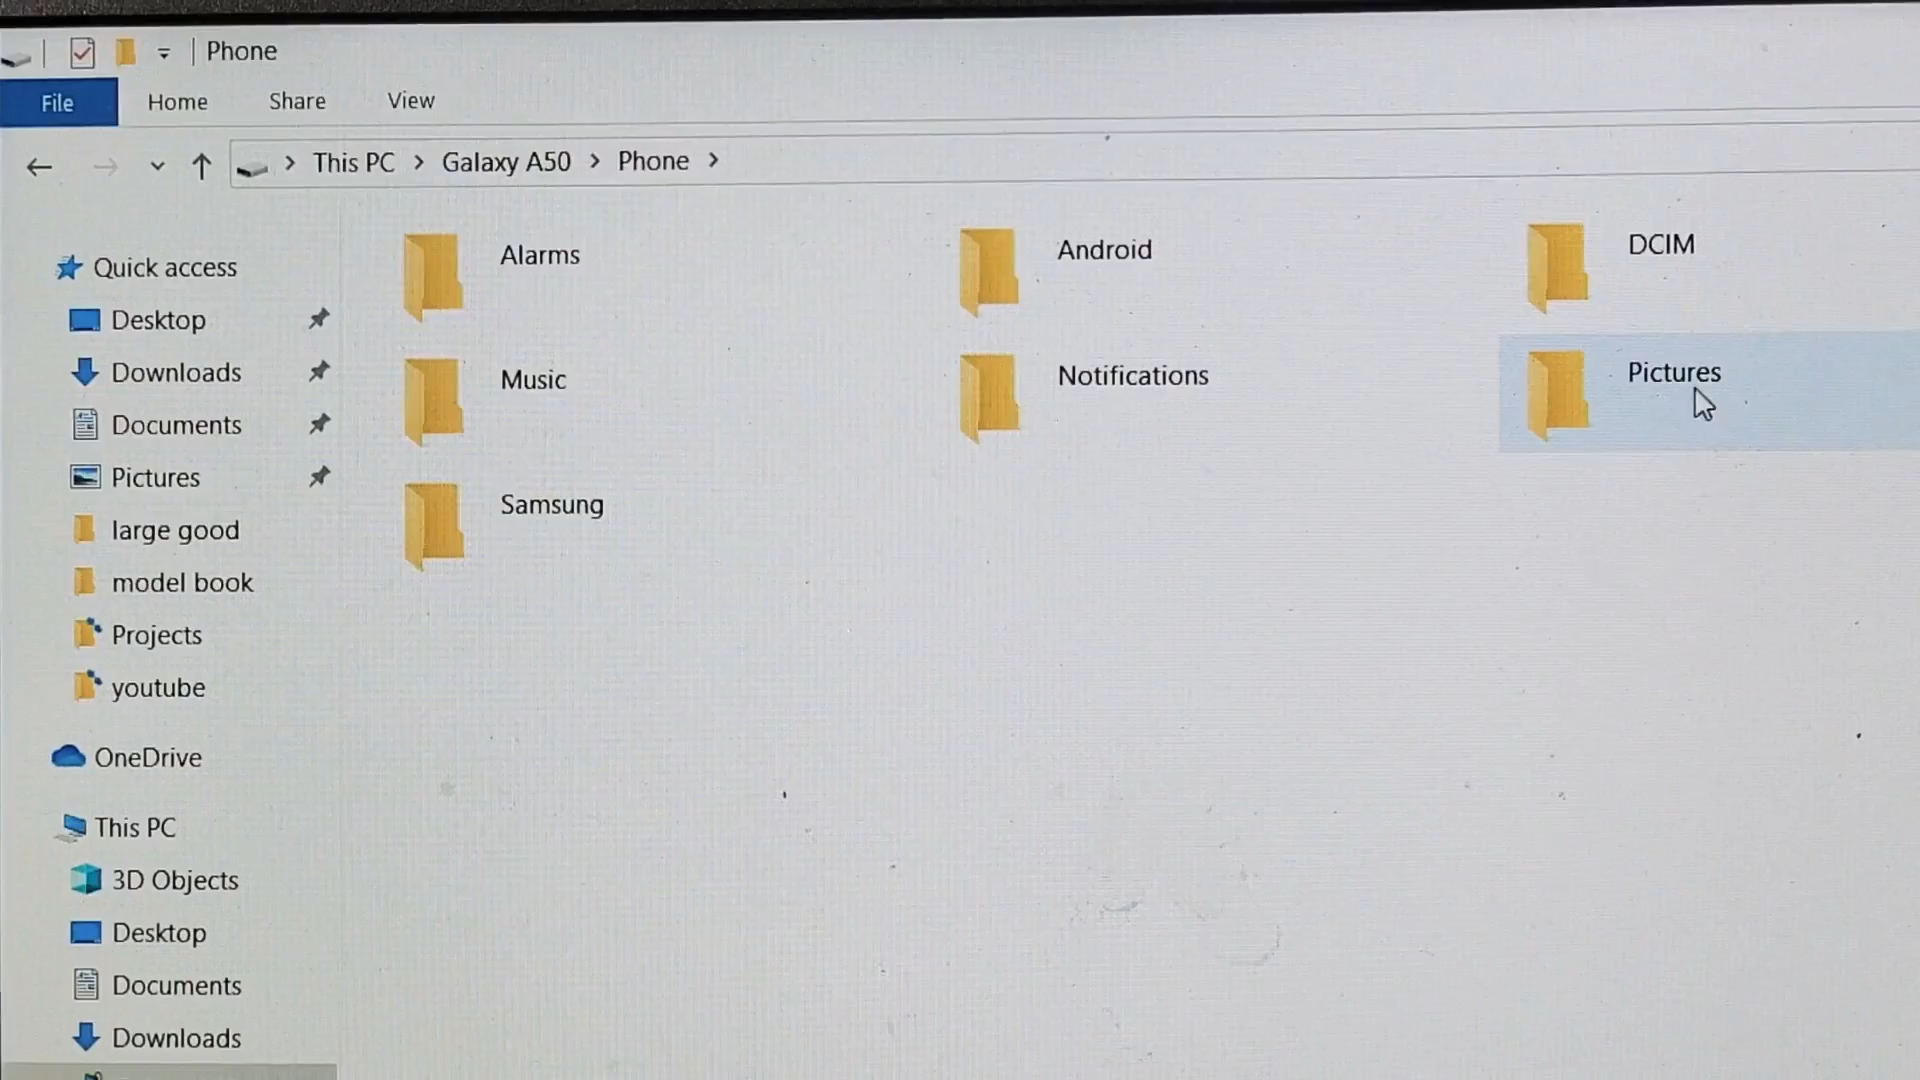 Phone
File Home Share View
This PC > Galaxy A50 > Phone >
Quick access
Desktop
Downloads
Documents
Pictures
large good
model book
Projects
youtube
OneDrive
This PC
3D Objects
Desktop
Documents
Downloads
Alarms Android DCIM
Music Notifications Pictures
Samsung